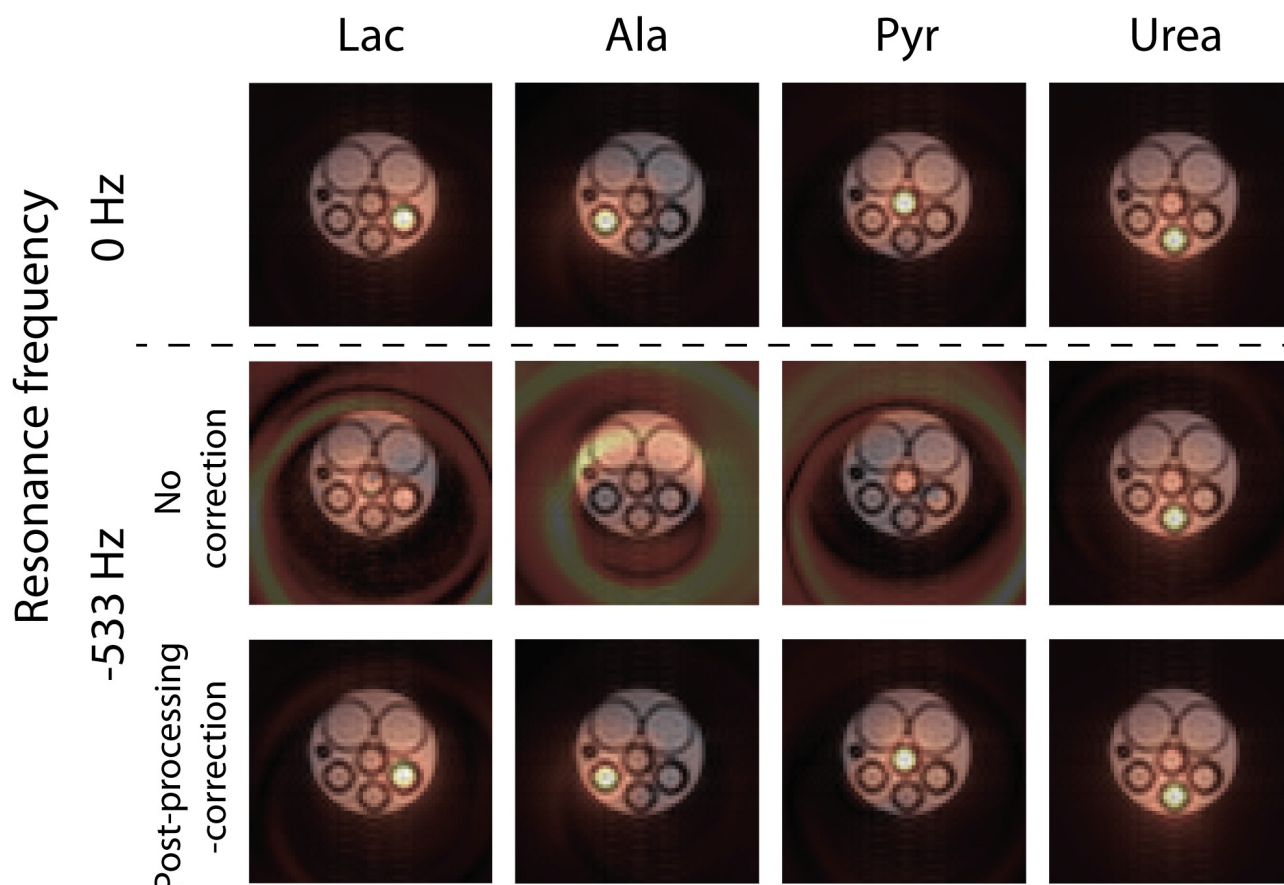 Lac Ala Pyr Urea
Resonance frequency
0 Hz
-533 Hz
No
correction
Post-processing
-correction